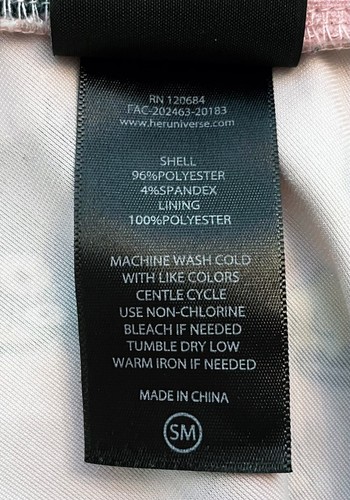 RN 120684
FAC-202463-20183
www.heruniverse.com
SHELL
96%POLYESTER
4%SPANDEX
LINING
100%POLYESTER
MACHINE WASH COLD
WITH LIKE COLORS
CENTLE CYCLE
USE NON-CHLORINE
BLEACH IF NEEDED
TUMBLE DRY LOW
WARM IRON IF NEEDED
MADE IN CHINA
SM